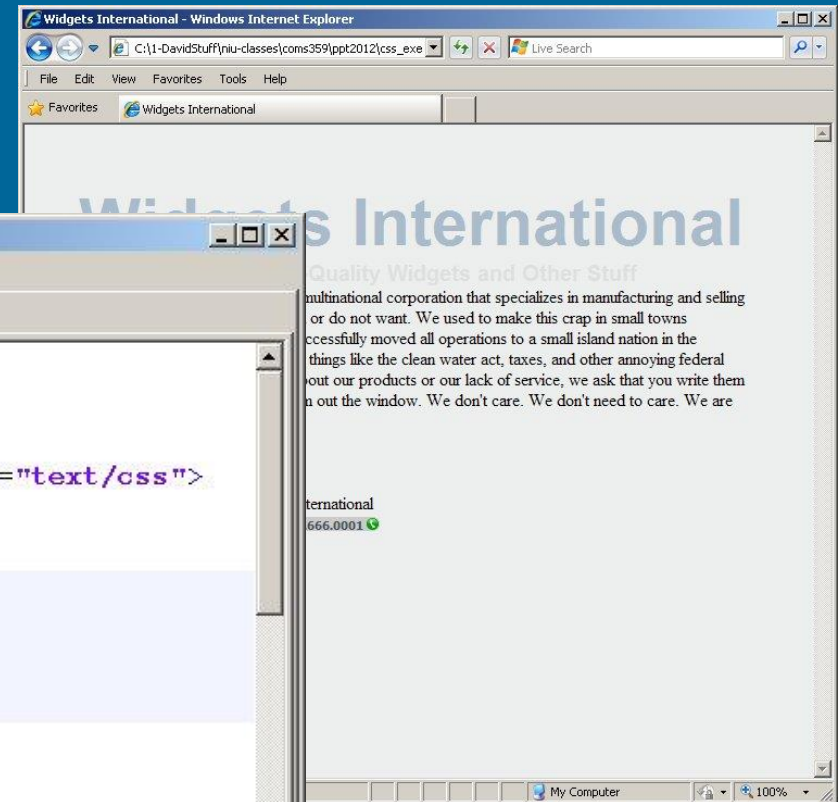 Widgets International - Windows Internet Explorer
C:\1-DavidStuff\niu-classes\coms359\ppt2012\css_exe
Live Search
File Edit View Favorites Tools Help
Favorites
Widgets International
Widgets International
Quality Widgets and Other Stuff
multinational corporation that specializes in manufacturing and selling
or do not want. We used to make this crap in small towns
ccessfully moved all operations to a small island nation in the
things like the clean water act, taxes, and other annoying federal
out our products or our lack of service, we ask that you write them
out the window. We don't care. We don't need to care. We are
="text/css">
ternational
.666.0001
My Computer
100%